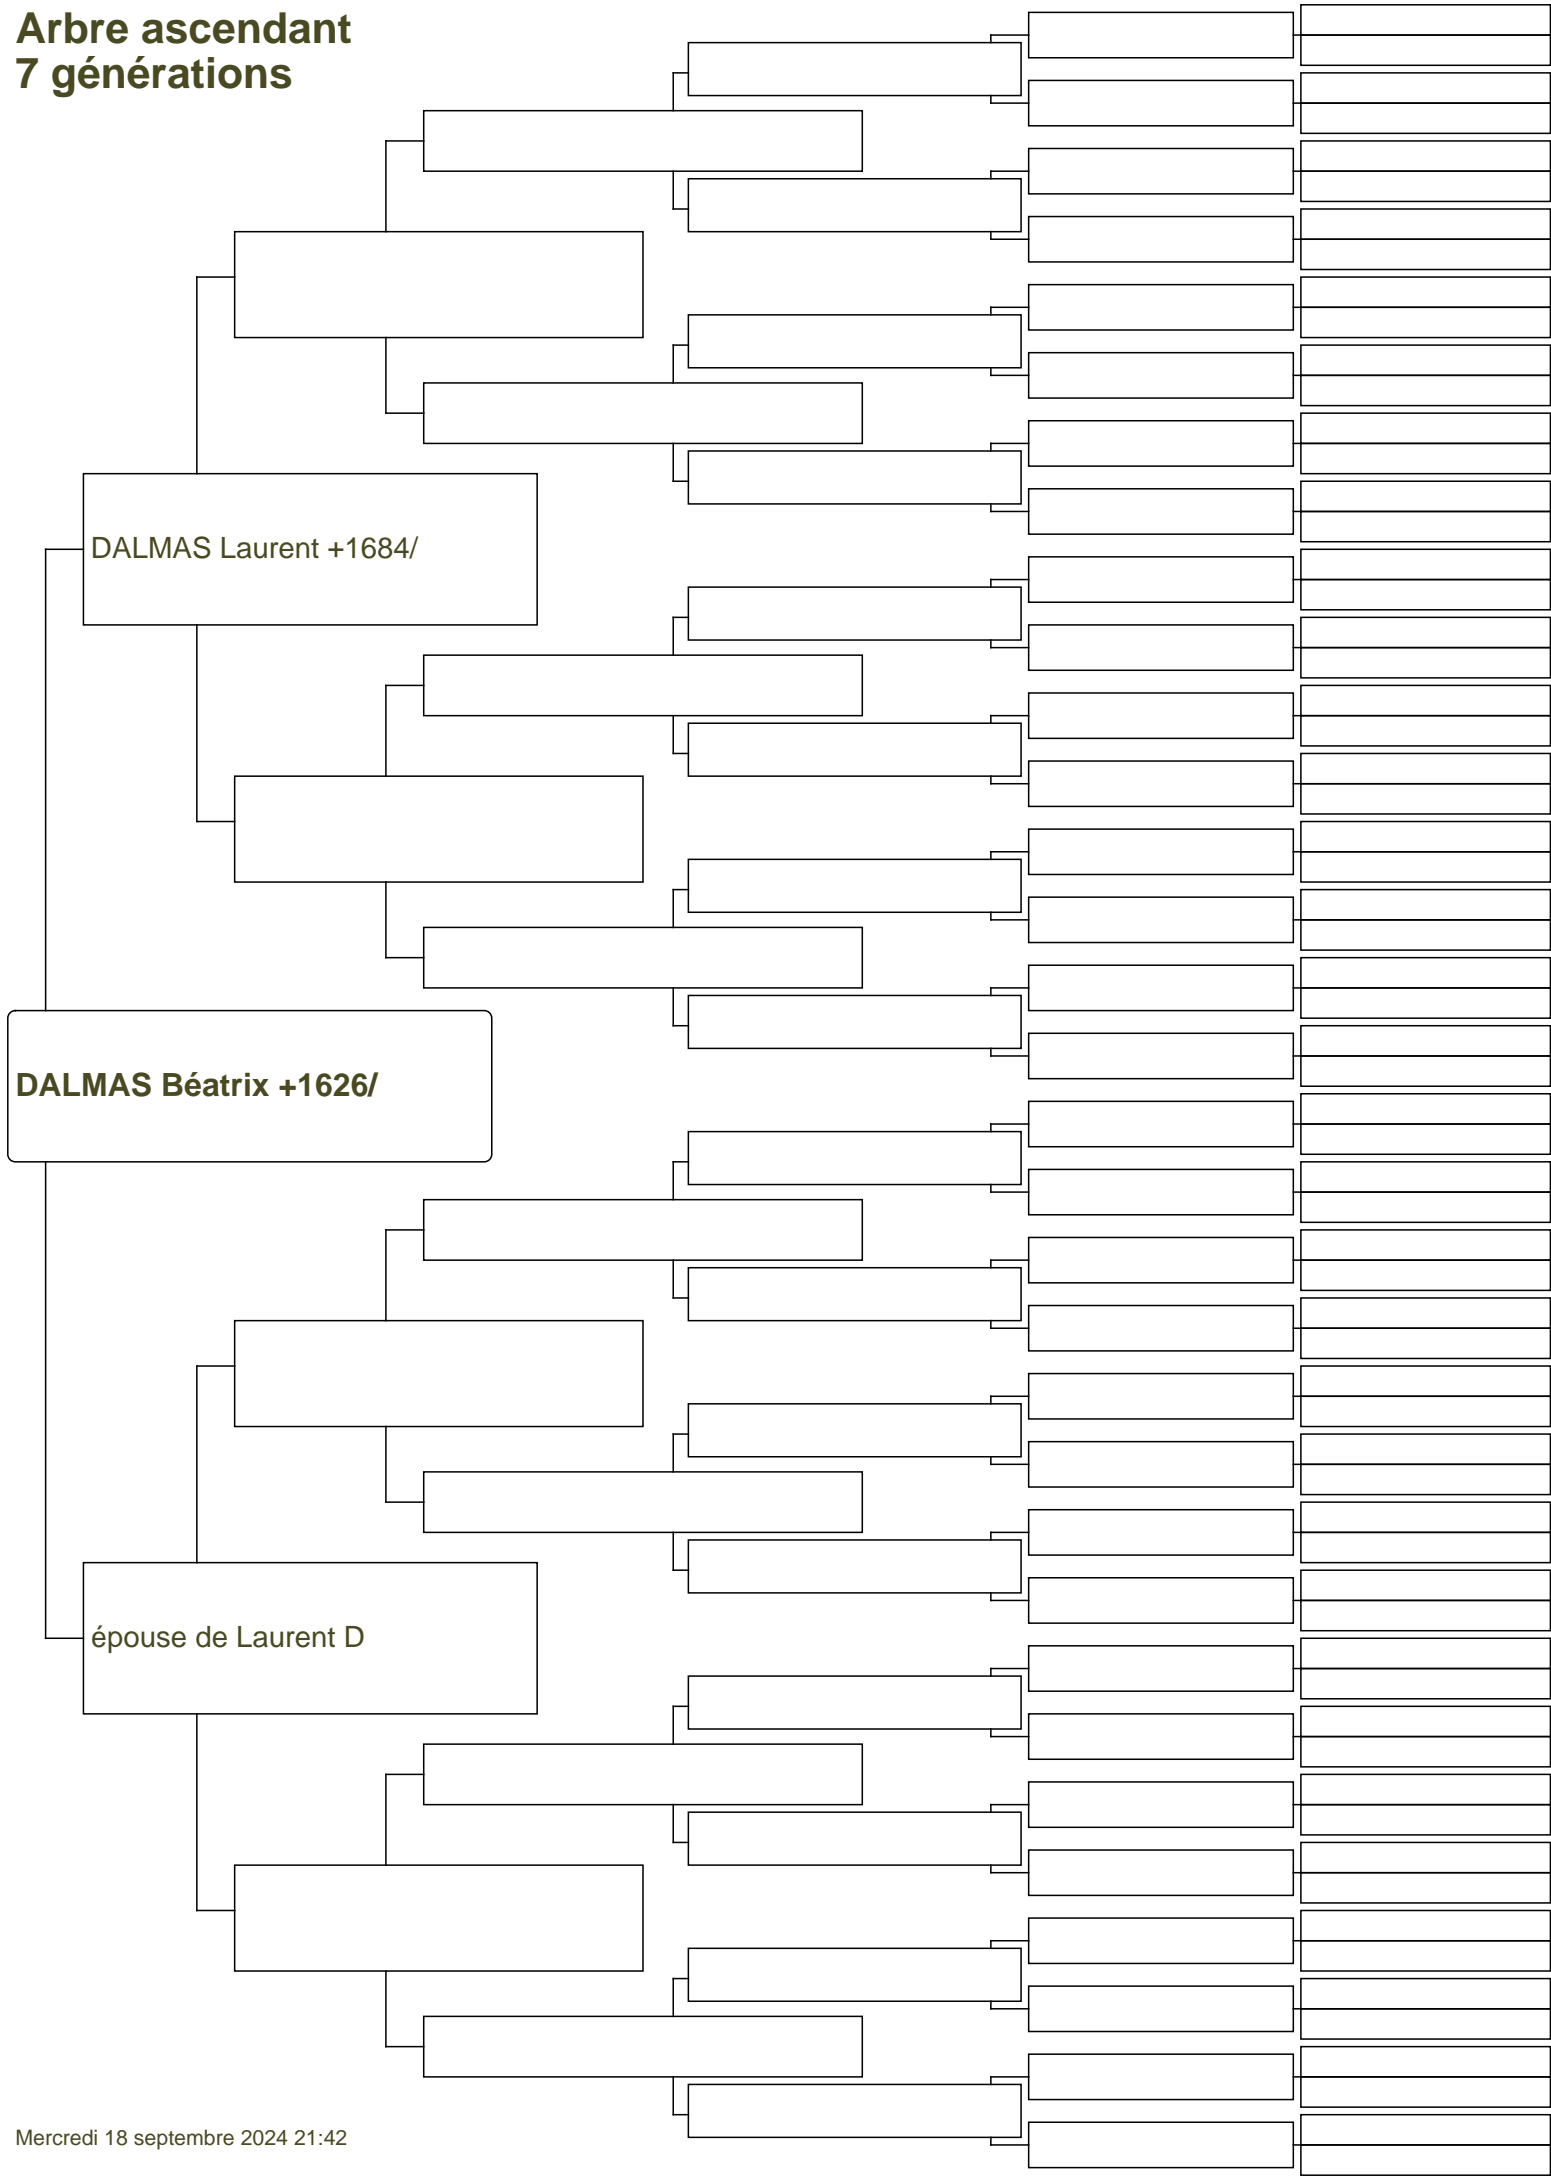 Arbre ascendant
7 générations
DALMAS Laurent +1684/
DALMAS Béatrix +1626/
épouse de Laurent D
Mercredi 18 septembre 2024 21:42